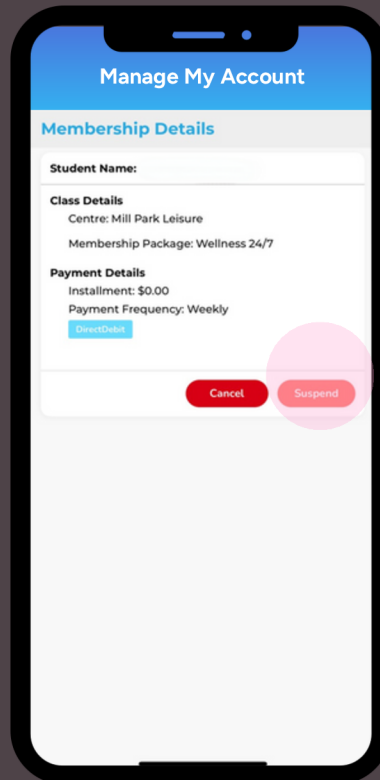 Manage My Account
Membership Details
Student Name:
Class Details
Centre: Mill Park Leisure
Membership Package: Wellness 24/7
Payment Details
Installment: $0.00
Payment Frequency: Weekly
DirectDebit
Cancel Suspend